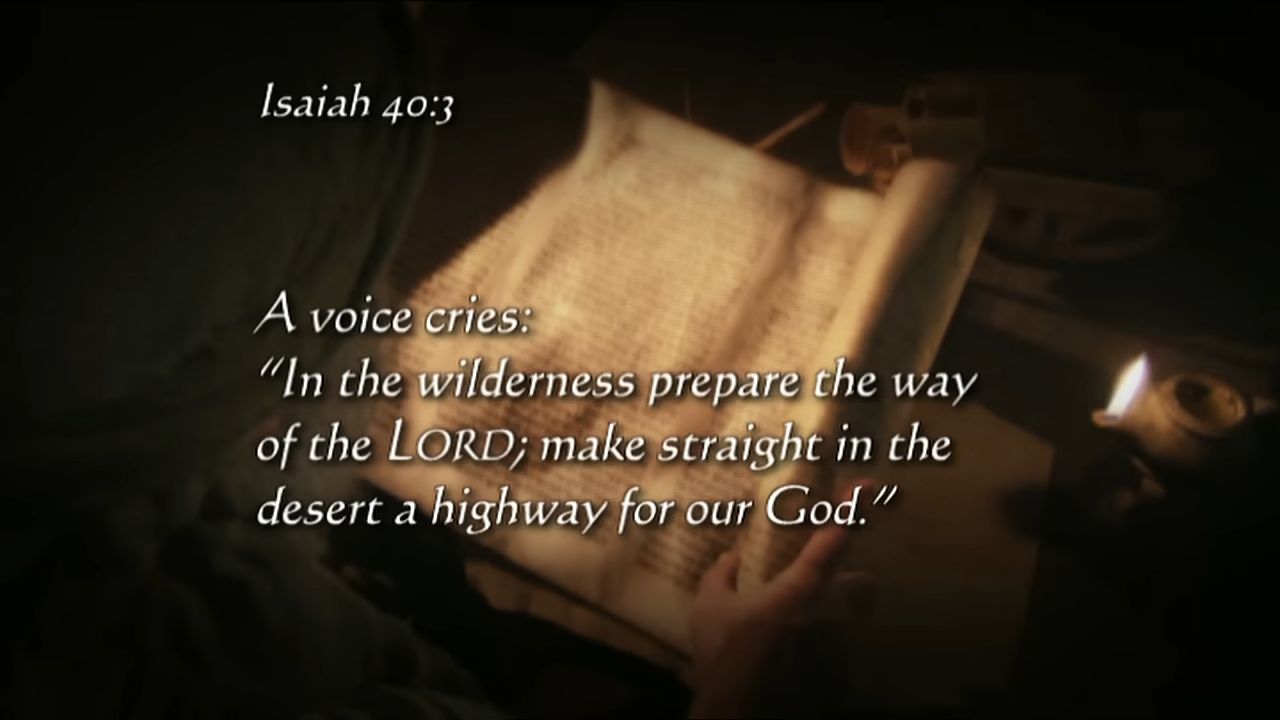 Isaiah 40:3
A voice cries:
“In the wilderness prepare the way
of the LORD; make straight in the
desert a highway for our God.”